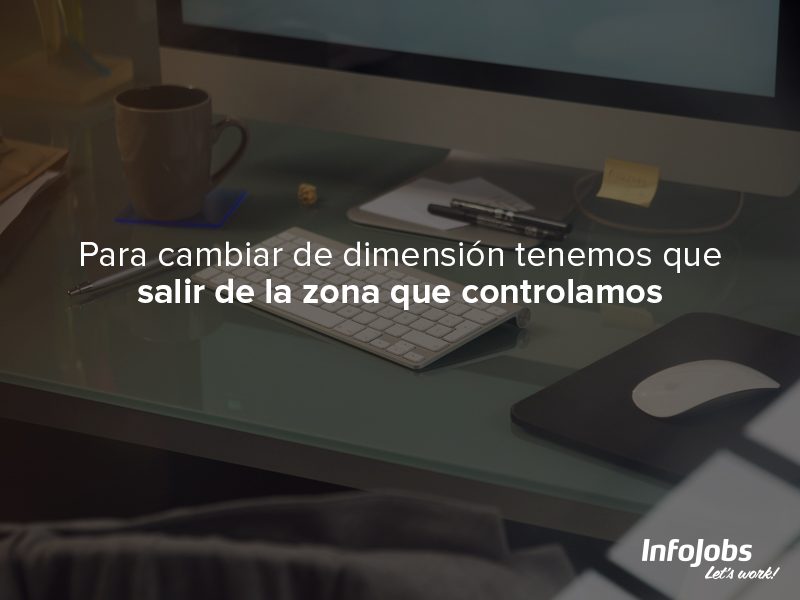 Para cambiar de dimensión tenemos que
salir de la zona que controlamos
InfoJobs
Let's work!